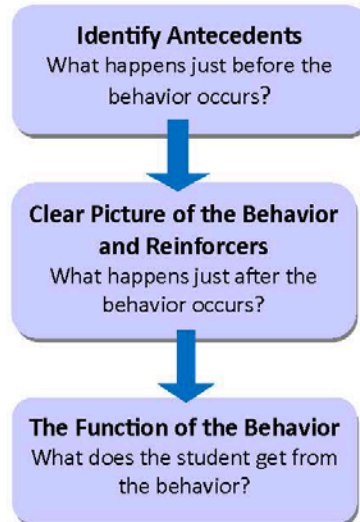 Identify Antecedents
What happens just before the
behavior occurs?
Clear Picture of the Behavior
and Reinforcers
What happens just after the
behavior occurs?
The Function of the Behavior
What does the student get from
the behavior?